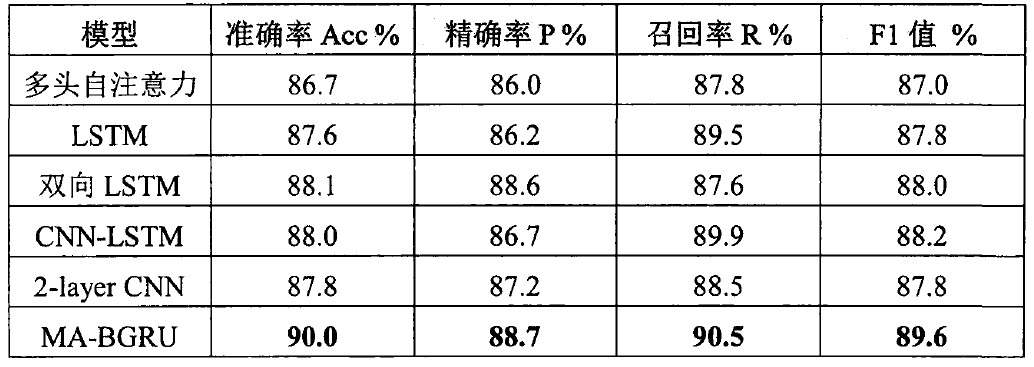 模型 准确率 Acc % 精确率 P % 召回率 R % F1 值 %
多头自注意力 86.7 86.0 87.8 87.0
LSTM 87.6 86.2 89.5 87.8
双向 LSTM 88.1 88.6 87.6 88.0
CNN-LSTM 88.0 86.7 89.9 88.2
2-layer CNN 87.8 87.2 88.5 87.8
MA-BGRU 90.0 88.7 90.5 89.6